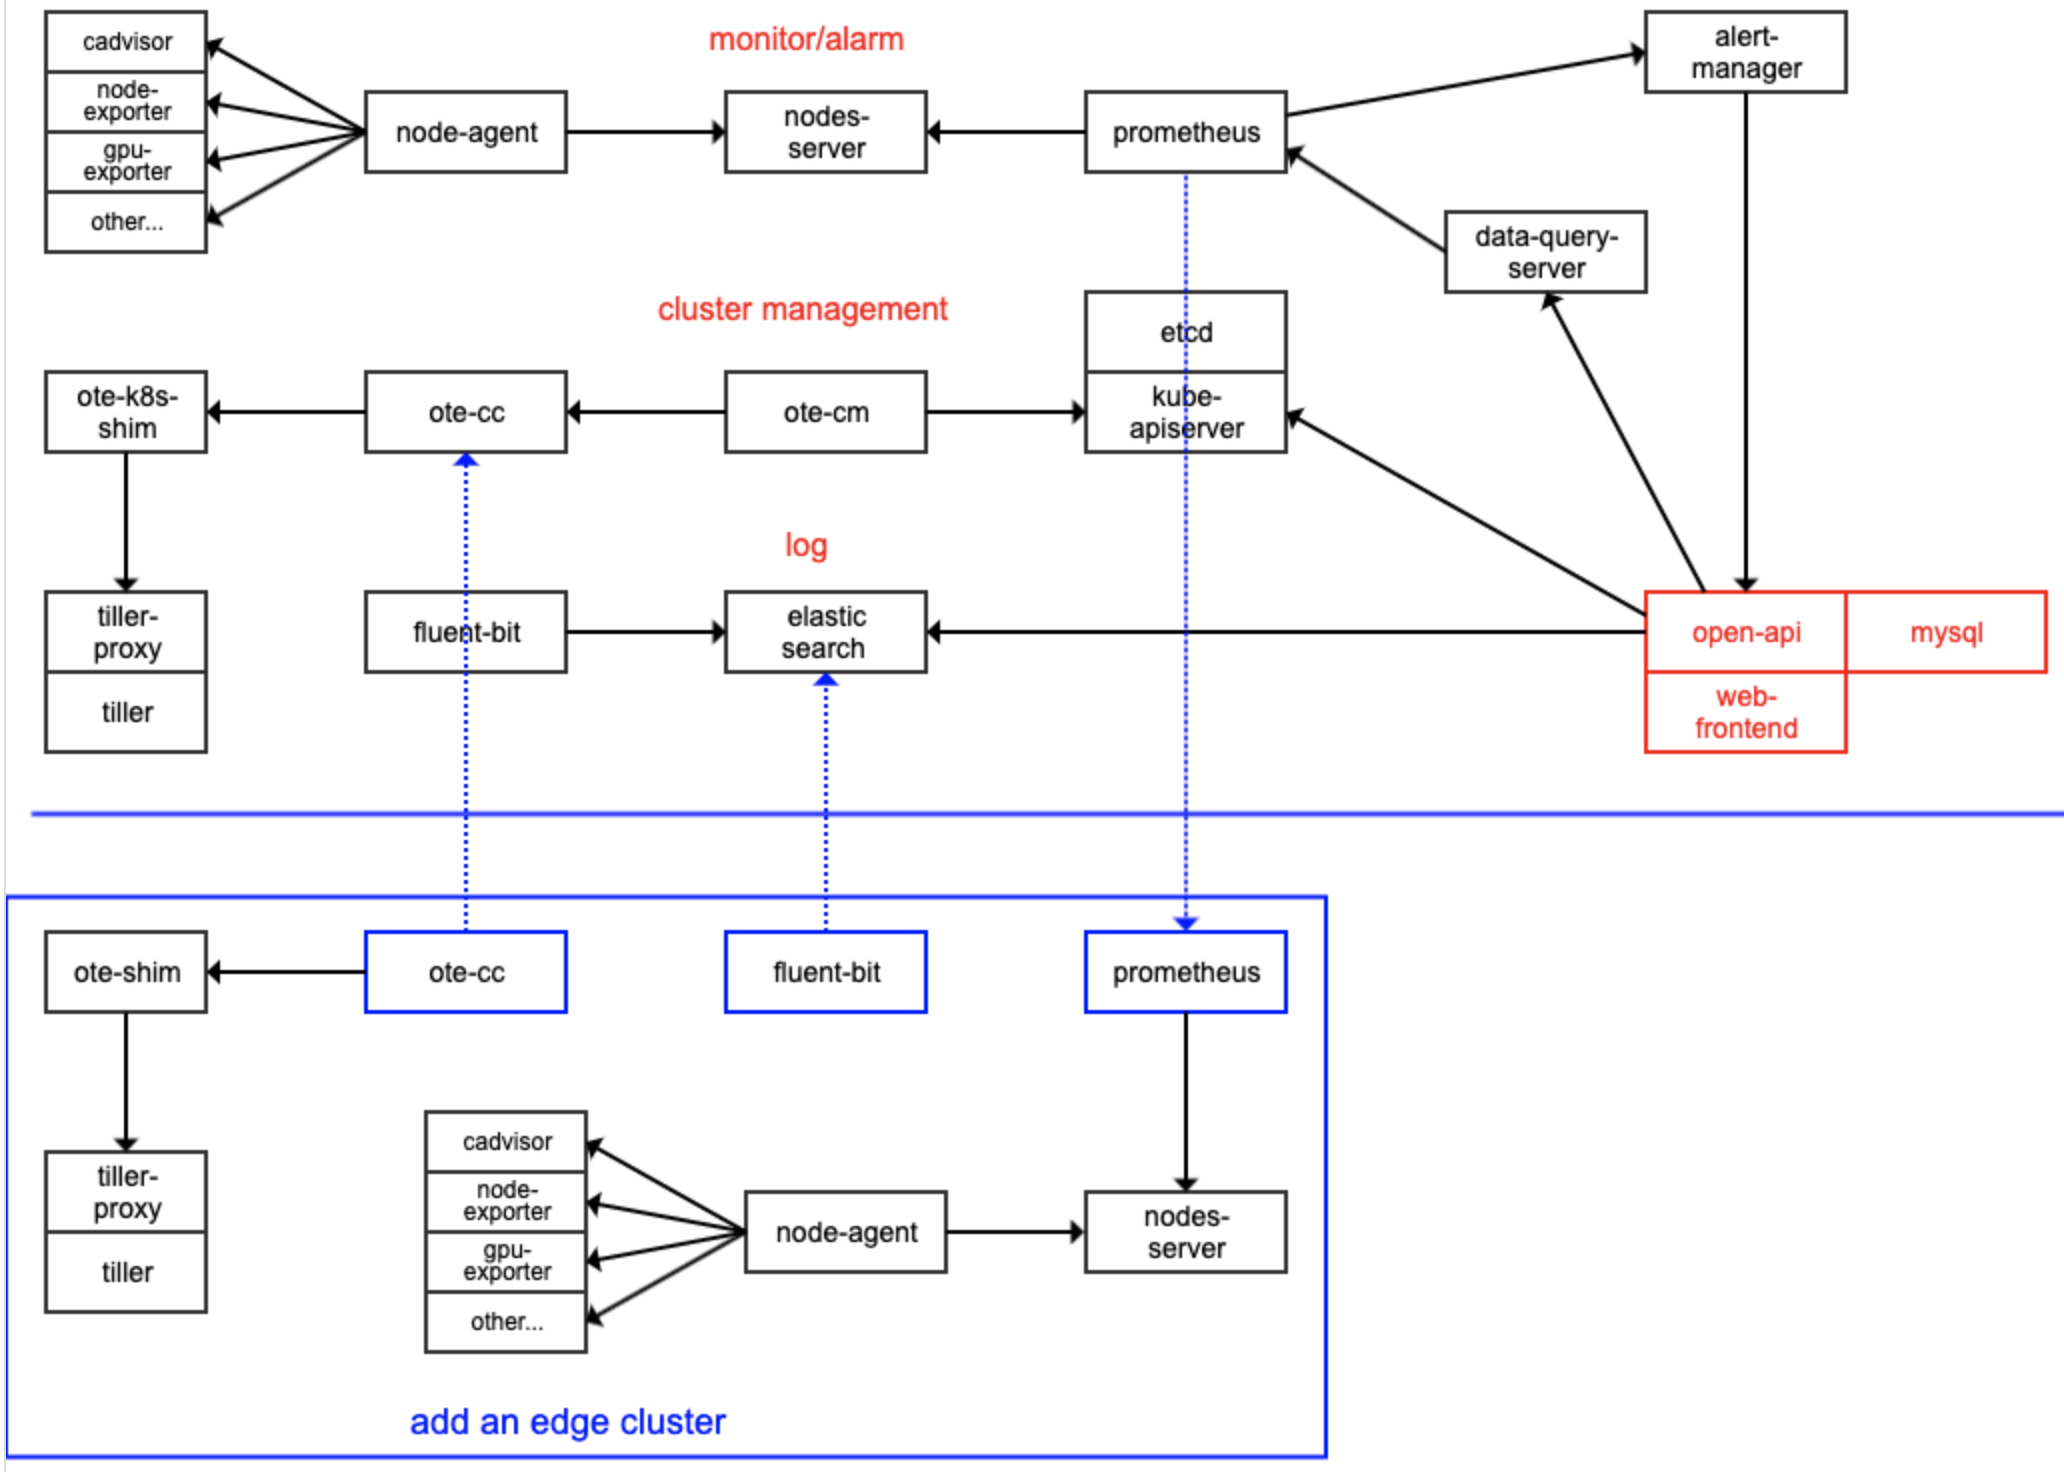 cadvisor
node-
exporter
gpu-
exporter
other...
node-agent
monitor/alarm
nodes-
server
prometheus
alert-
manager
data-query-
server
cluster management
etcd
kube-
apiserver
ote-k8s-
shim
ote-cc
ote-cm
log
tiller-
proxy
tiller
fluent-bit
elastic
search
open-api
mysql
web-
frontend
ote-shim
ote-cc
fluent-bit
prometheus
tiller-
proxy
tiller
cadvisor
node-
exporter
gpu-
exporter
other...
node-agent
nodes-
server
add an edge cluster